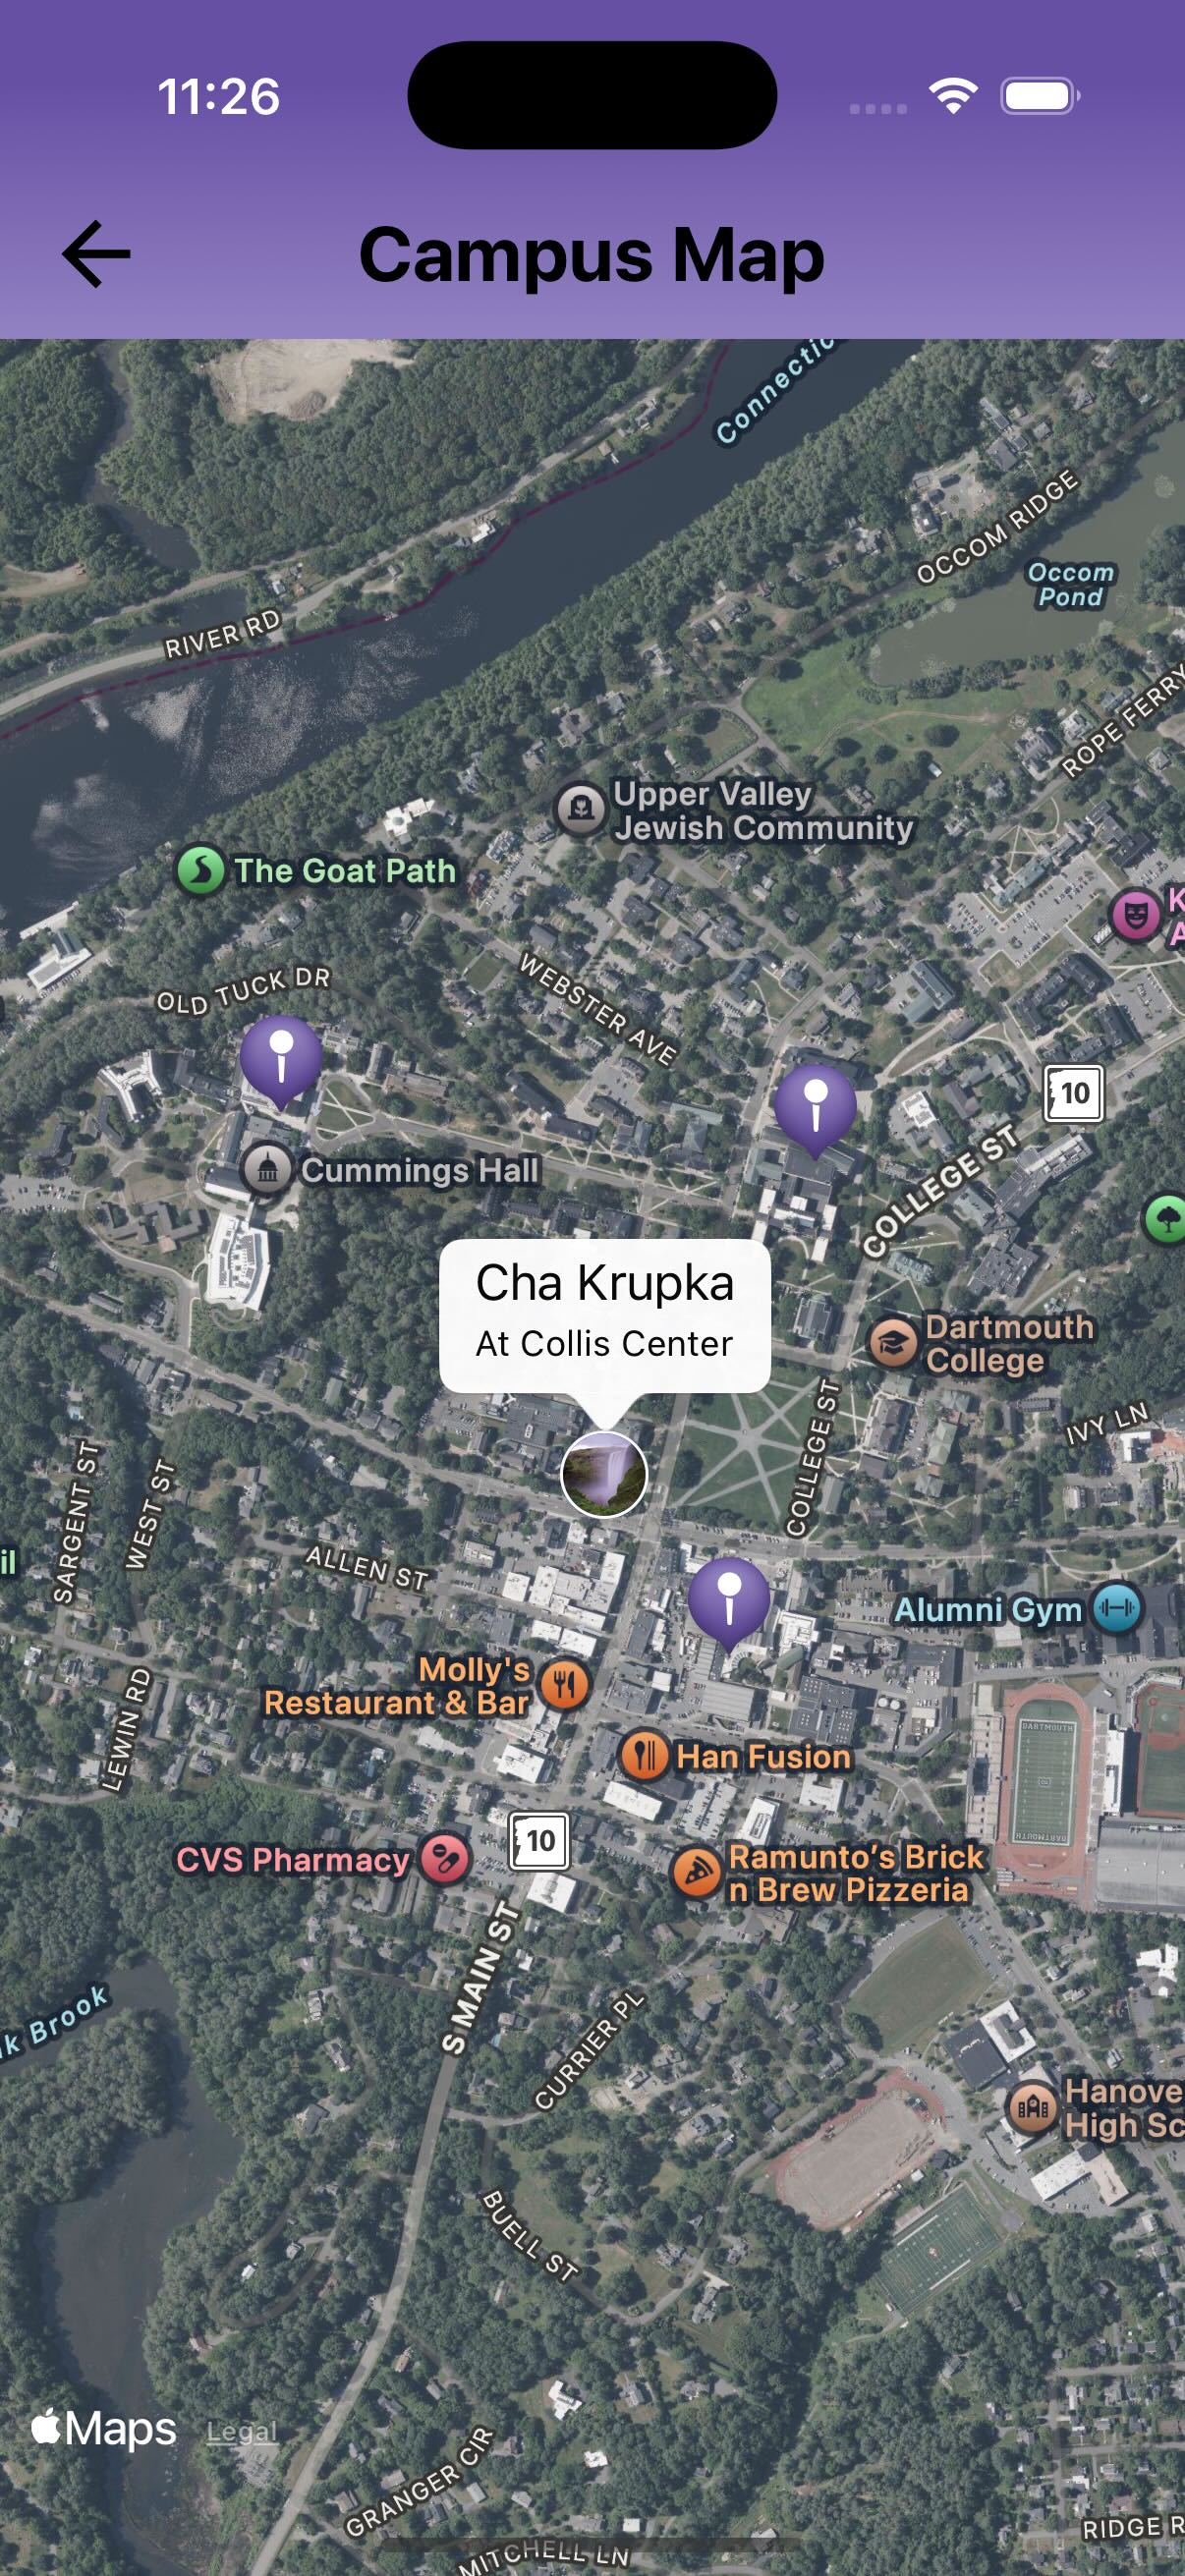 11:26
Campus Map
Connectic
OCCOM RIDGE
Occom
Pond
RIVER RD
ROPE FERRY
Upper Valley
Jewish Community
The Goat Path
K
A
OLD TUCK DR
WEBSTER AVE
10
COLLEGE ST
Cummings Hall
Cha Krupka
At Collis Center
Dartmouth
College
COLLEGE ST
IVY LN
SARGENT ST
WEST ST
il
ALLEN ST
Alumni Gym
Molly's
Restaurant & Bar
LEWIN RD
DARTMOUTH
Han Fusion
DARTMOUTH
10
CVS Pharmacy
Ramunto's Brick
n Brew Pizzeria
S MAIN ST
k Brook
CURRIER PL
Hanove
High Sc
BUELL ST
Maps
Legal
GRANGER CIR
MITCHELL LN
RIDGE R